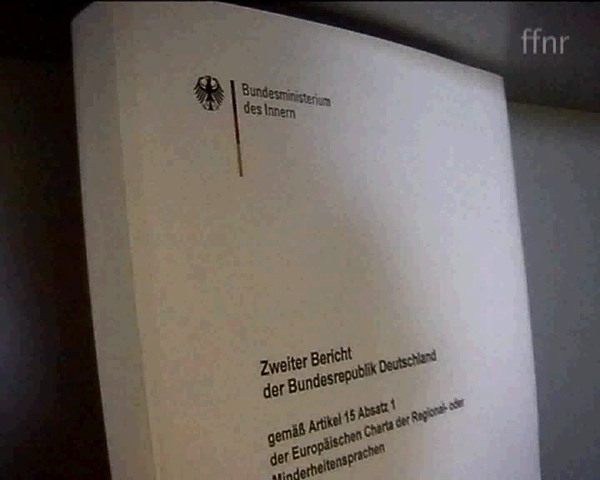 ffnr
Bundesministerium
des Innern
Zweiter Bericht
der Bundesrepublik Deutschland
gemäß Artikel 15 Absatz 1
der Europäischen Charta der Regional- oder
Minderheitensprachen